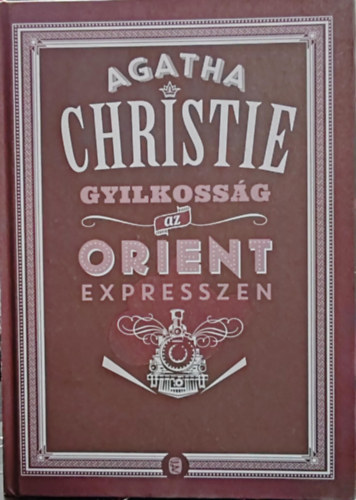 AGATHA
CHRISTIE
GYILKOSSÁG
az
ORIENT
EXPRESSZEN